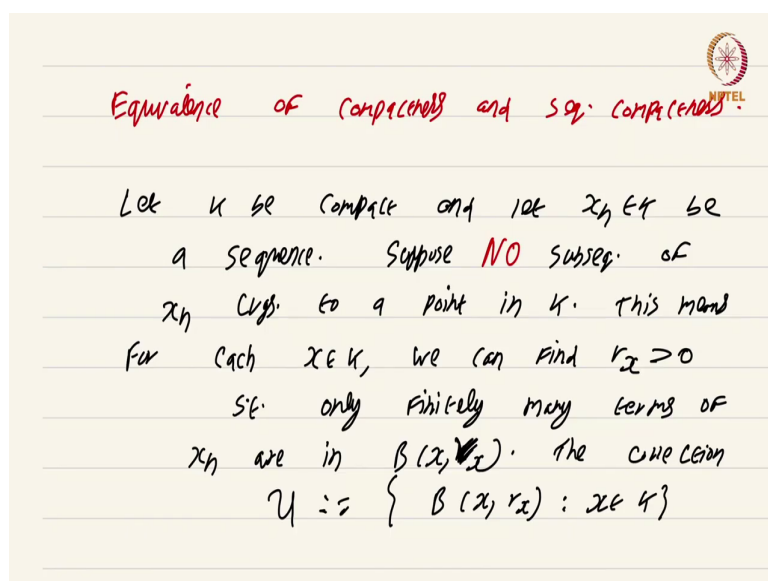 NPTEL
Equivalence of compactness and seq. compactness.
Let K be compact and let xₙ ∈ K be
a sequence. Suppose NO subseq. of
xₙ cvgs. to a point in K. This means
For each x ∈ K, we can find rₓ > 0
s.t. only finitely many terms of
xₙ are in B(x, rₓ). The collection
U := { B(x, rₓ) : x ∈ K}